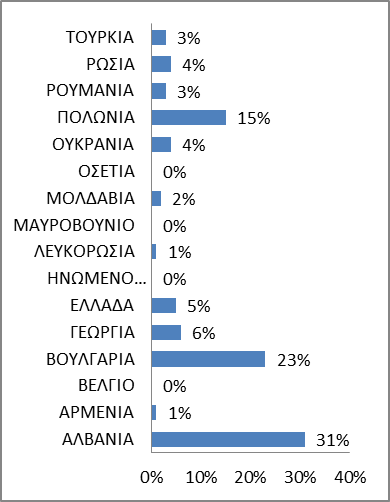 ΤΟΥΡΚΙΑ 3%
ΡΩΣΙΑ 4%
ΡΟΥΜΑΝΙΑ 3%
ΠΟΛΩΝΙΑ 15%
ΟΥΚΡΑΝΙΑ 4%
ΟΣΕΤΙΑ 0%
ΜΟΛΔΑΒΙΑ 2%
ΜΑΥΡΟΒΟΥΝΙΟ 0%
ΛΕΥΚΟΡΩΣΙΑ 1%
ΗΝΩΜΕΝΟ... 0%
ΕΛΛΑΔΑ 5%
ΓΕΩΡΓΙΑ 6%
ΒΟΥΛΓΑΡΙΑ 23%
ΒΕΛΓΙΟ 0%
ΑΡΜΕΝΙΑ 1%
ΑΛΒΑΝΙΑ 31%
0% 10% 20% 30% 40%